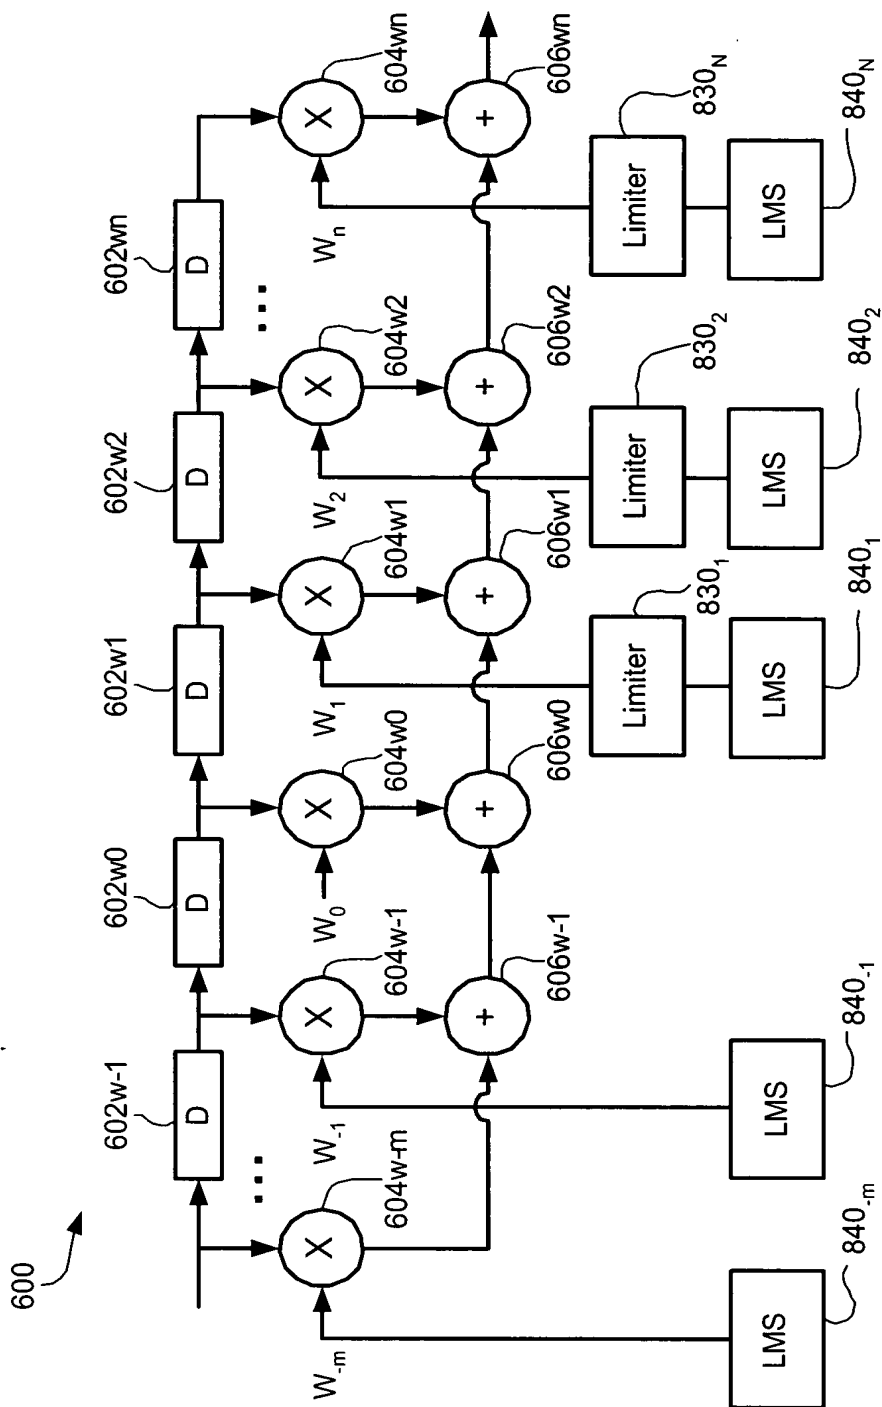 600
602w-1
602w0
602w1
602w2
602wn
D
D
D
D
D
...
...
X
X
X
X
X
X
604w-m
604w-1
604w0
604w1
604w2
604wn
W-m
W-1
W0
W1
W2
Wn
+
+
+
+
+
606w-1
606w0
606w1
606w2
606wn
Limiter
Limiter
Limiter
8301
8302
830N
LMS
LMS
LMS
LMS
LMS
840-m
840-1
8401
8402
840N